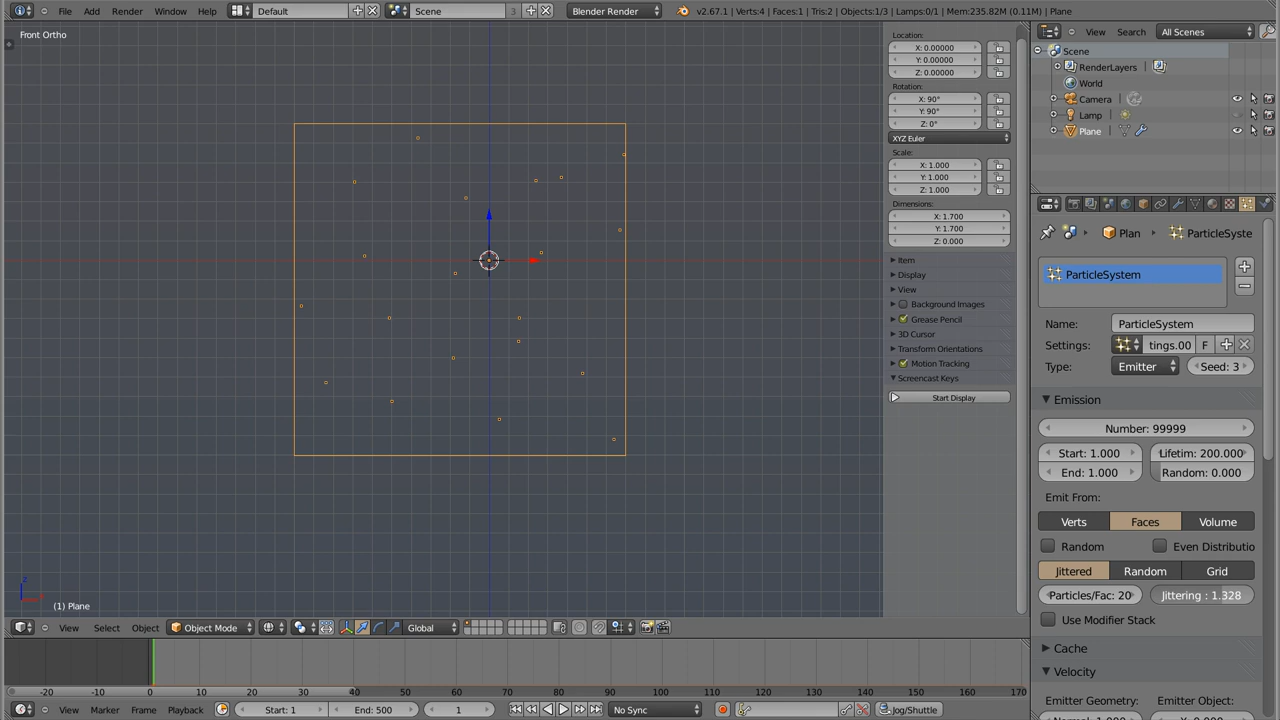 File Add Render Window Help Default Scene 3 Blender Render v2.67.1 | Verts:4 | Faces:1 | Tris:2 | Objects:1/3 | Lamps:0/1 | Mem:235.82M (0.11M) | Plane
Front Ortho
(1) Plane
Location:
X: 0.00000
Y: 0.00000
Z: 0.00000
Rotation:
X: 90°
Y: 90°
Z: 0°
XYZ Euler
Scale:
X: 1.000
Y: 1.000
Z: 1.000
Dimensions:
X: 1.700
Y: 1.700
Z: 0.000
Item
Display
View
Background Images
Grease Pencil
3D Cursor
Transform Orientations
Motion Tracking
Screencast Keys
Start Display
View Search All Scenes
Scene
RenderLayers
World
Camera
Lamp
Plane
Plan ParticleSyste
ParticleSystem
Name: ParticleSystem
Settings: tings.00 F
Type: Emitter Seed: 3
Emission
Number: 99999
Start: 1.000 Lifetim: 200.000
End: 1.000 Random: 0.000
Emit From:
Verts Faces Volume
Random Even Distributio
Jittered Random Grid
Particles/Fac: 20 Jittering : 1.328
Use Modifier Stack
Cache
Velocity
Emitter Geometry: Emitter Object:
View Select Object Object Mode Global
-20 -10 0 10 20 30 40 50 60 70 80 90 100 110 120 130 140 150 160 170
View Marker Frame Playback Start: 1 End: 500 1 No Sync Jog/Shuttle